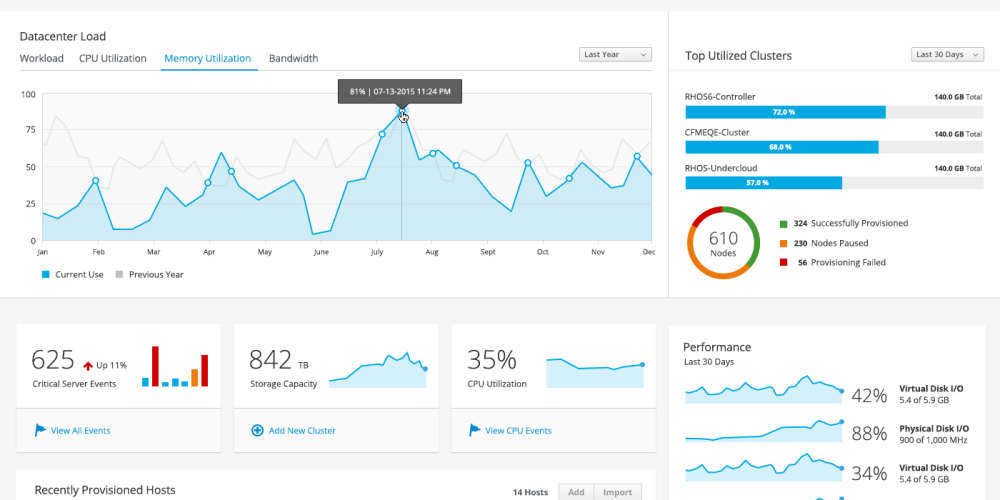 Datacenter Load
Workload CPU Utilization Memory Utilization Bandwidth
Last Year
81% | 07-13-2015 11:24 PM
100
75
50
25
0
Jan Feb Mar Apr May June July Aug Sept Oct Nov Dec
Current Use Previous Year
Top Utilized Clusters
Last 30 Days
RHOS6-Controller 140.0 GB Total
72.0 %
CFMEQE-Cluster 140.0 GB Total
68.0 %
RHOS-Undercloud 140.0 GB Total
57.0 %
610
Nodes
324 Successfully Provisioned
230 Nodes Paused
56 Provisioning Failed
625 Up 11%
Critical Server Events
View All Events
842 TB
Storage Capacity
Add New Cluster
35%
CPU Utilization
View CPU Events
Recently Provisioned Hosts
14 Hosts Add Import
Performance
Last 30 Days
42% Virtual Disk I/O
5.4 of 5.9 GB
88% Physical Disk I/O
900 of 1,000 MHz
34% Virtual Disk I/O
5.4 of 5.9 GB